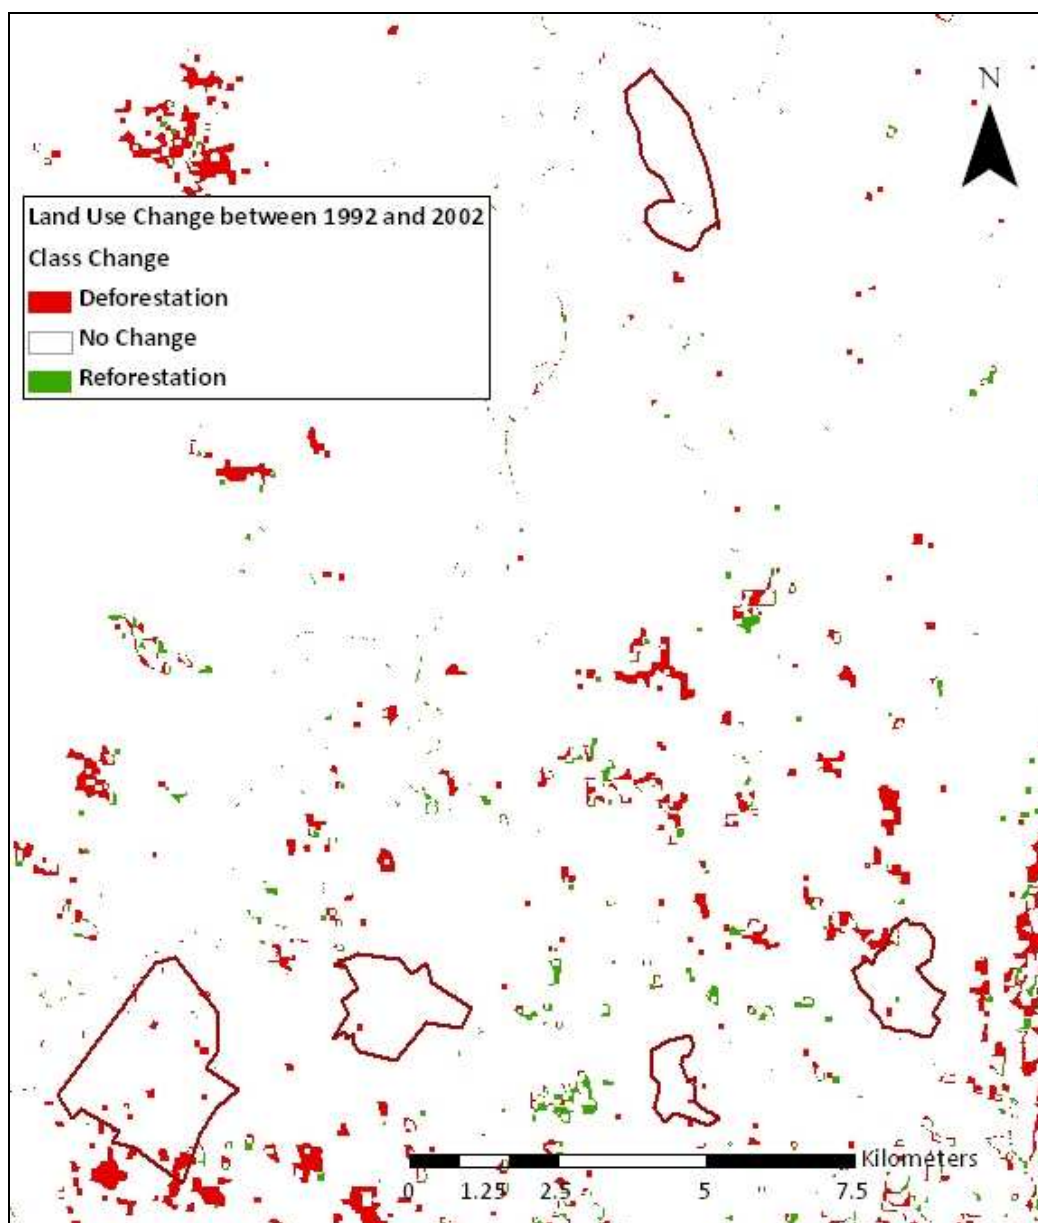 N
Land Use Change between 1992 and 2002
Class Change
Deforestation
No Change
Reforestation
Kilometers
0 1.25 2.5 5 7.5